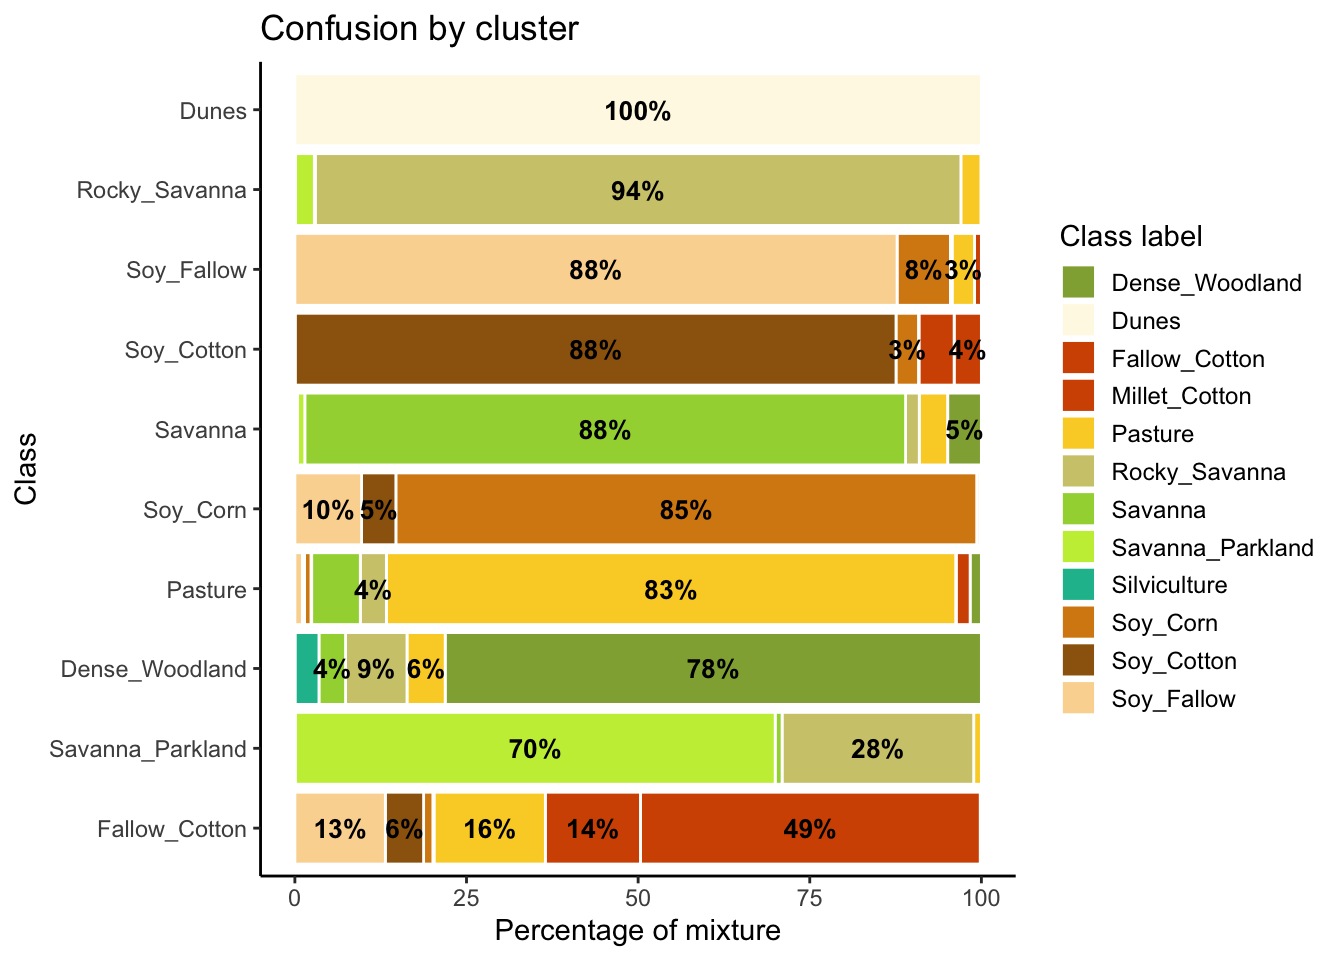 Confusion by cluster
Dunes
100%
Rocky_Savanna
94%
Soy_Fallow
88% 8% 3%
Soy_Cotton
88% 3% 4%
Savanna
88% 5%
Soy_Corn
10% 5% 85%
Pasture
4% 83%
Dense_Woodland
4% 9% 6% 78%
Savanna_Parkland
70% 28%
Fallow_Cotton
13% 6% 16% 14% 49%
Class
0 25 50 75 100
Percentage of mixture
Class label
Dense_Woodland
Dunes
Fallow_Cotton
Millet_Cotton
Pasture
Rocky_Savanna
Savanna
Savanna_Parkland
Silviculture
Soy_Corn
Soy_Cotton
Soy_Fallow